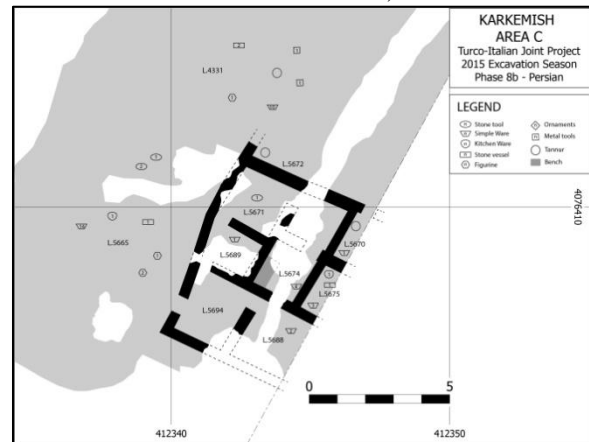 KARKEMISH
AREA C
Turco-Italian Joint Project
2015 Excavation Season
Phase 8b - Persian
LEGEND
Stone tool
Simple Ware
Kitchen Ware
Stone vessel
Figurine
Ornaments
Metal tools
Tannur
Bench
L.4331
L.5672
L.5671
L.5665
L.5689
L.5670
L.5674
L.5675
L.5694
L.5688
4076410
0
5
412340
412350